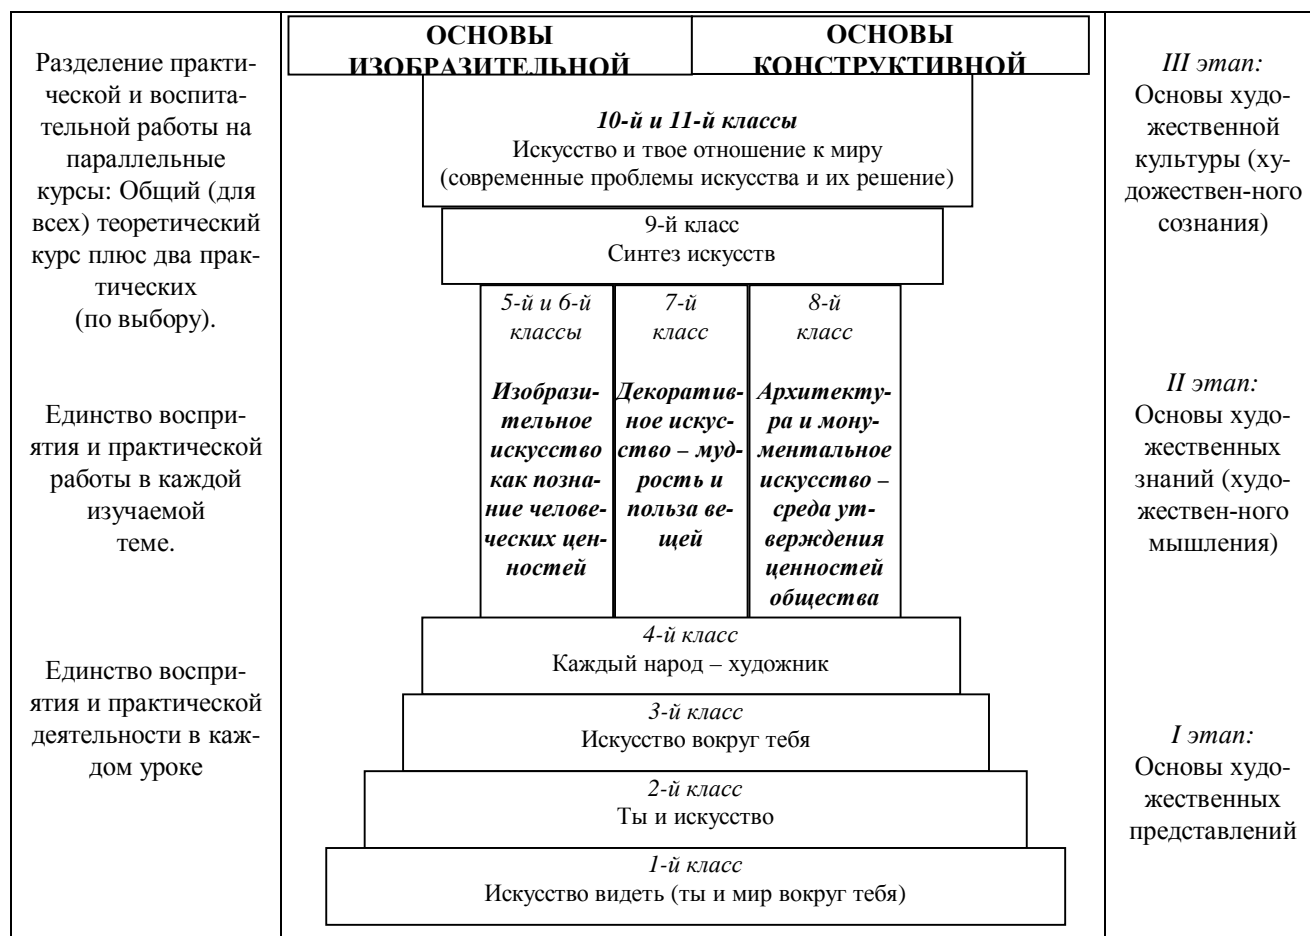 Разделение практи-
ческой и воспита-
тельной работы на
параллельные
курсы: Общий (для
всех) теоретический
курс плюс два прак-
тических
(по выбору).
Единство воспри-
ятия и практической
работы в каждой
изучаемой
теме.
Единство воспри-
ятия и практической
деятельности в каж-
дом уроке
ОСНОВЫ
ИЗОБРАЗИТЕЛЬНОЙ
ОСНОВЫ
КОНСТРУКТИВНОЙ
10-й и 11-й классы
Искусство и твое отношение к миру
(современные проблемы искусства и их решение)
9-й класс
Синтез искусств
5-й и 6-й
классы
Изобрази-
тельное
искусство
как позна-
ние челове-
ческих цен-
ностей
7-й
класс
Декоратив-
ное искус-
ство – муд-
рость и
польза ве-
щей
8-й
класс
Архитекту-
ра и мону-
ментальное
искусство –
среда ут-
верждения
ценностей
общества
4-й класс
Каждый народ – художник
3-й класс
Искусство вокруг тебя
2-й класс
Ты и искусство
1-й класс
Искусство видеть (ты и мир вокруг тебя)
III этап:
Основы худо-
жественной
культуры (ху-
дожествен-ного
сознания)
II этап:
Основы худо-
жественных
знаний (худо-
жествен-ного
мышления)
I этап:
Основы худо-
жественных
представлений